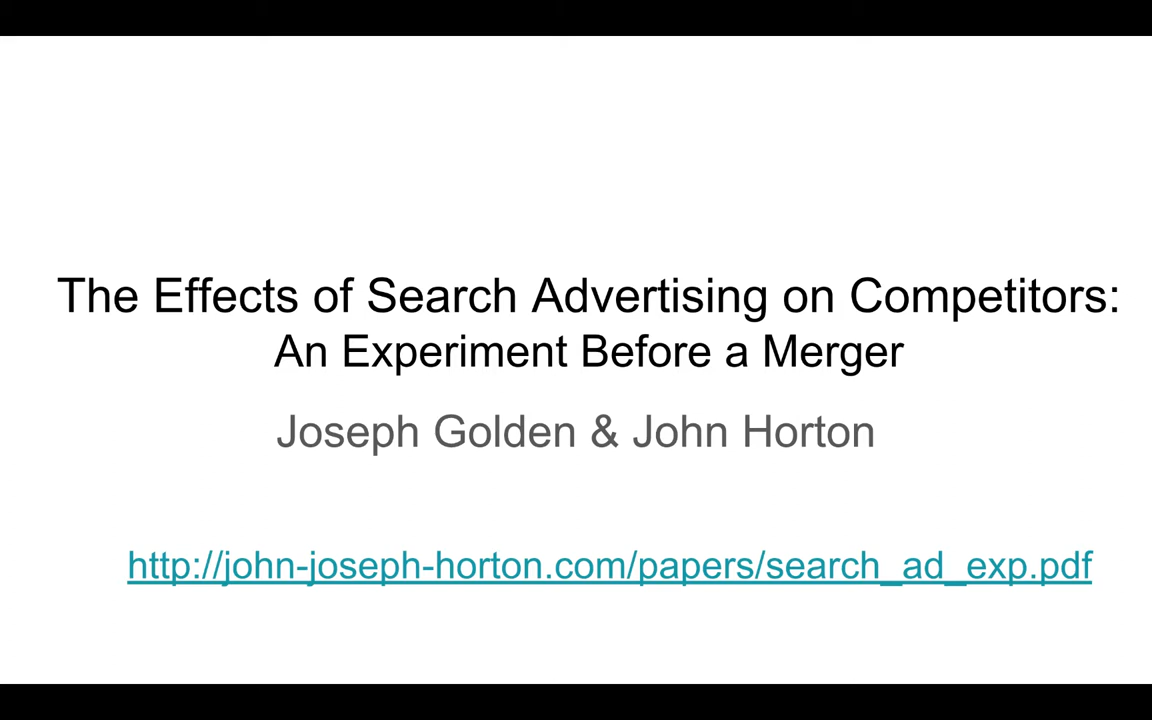 The Effects of Search Advertising on Competitors:
An Experiment Before a Merger
Joseph Golden & John Horton
http://john-joseph-horton.com/papers/search_ad_exp.pdf